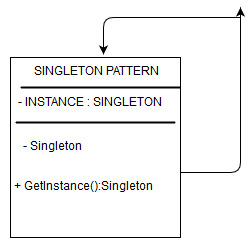 SINGLETON PATTERN
- INSTANCE : SINGLETON
- Singleton
+ GetInstance():Singleton